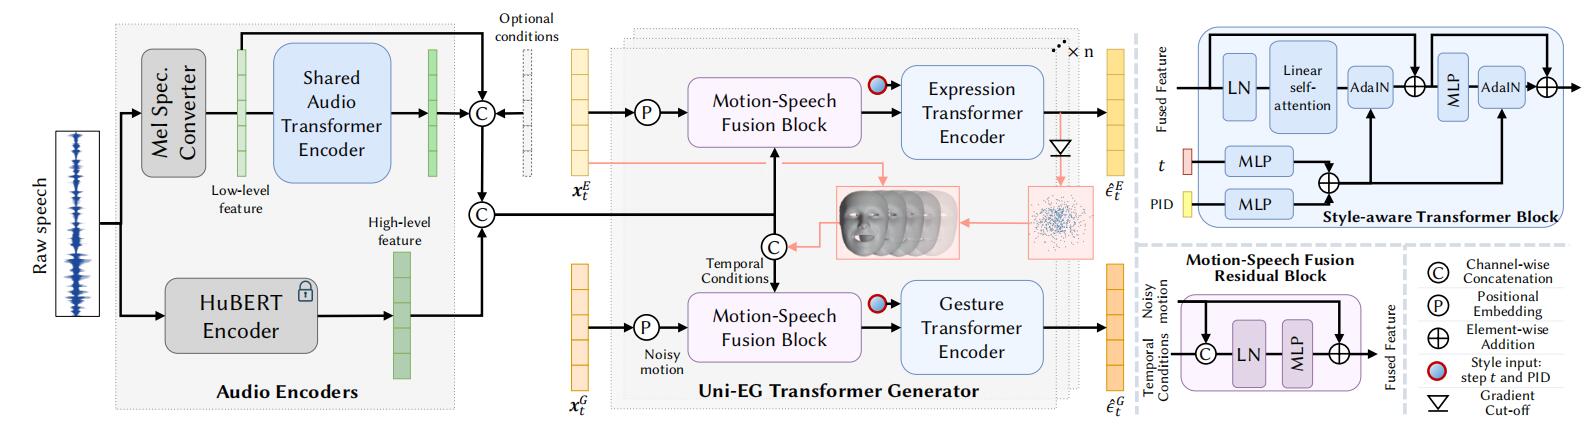 Raw speech
Mel Spec.
Converter
Low-level
feature
Shared
Audio
Transformer
Encoder
HuBERT
Encoder
High-level
feature
Audio Encoders
Optional
conditions
C
C
x_t^E
x_t^G
P
Motion-Speech
Fusion Block
Expression
Transformer
Encoder
× n
ε̂_t^E
C
Temporal
Conditions
P
Noisy
motion
Motion-Speech
Fusion Block
Gesture
Transformer
Encoder
ε̂_t^G
Uni-EG Transformer Generator
Fused Feature
LN
Linear
self-
attention
AdaIN
MLP
AdaIN
t
MLP
PID
MLP
Style-aware Transformer Block
Motion-Speech Fusion
Residual Block
Noisy
motion
Temporal
Conditions
C
LN
MLP
Fused Feature
C
Channel-wise
Concatenation
P
Positional
Embedding
Element-wise
Addition
Style input:
step t and PID
Gradient
Cut-off